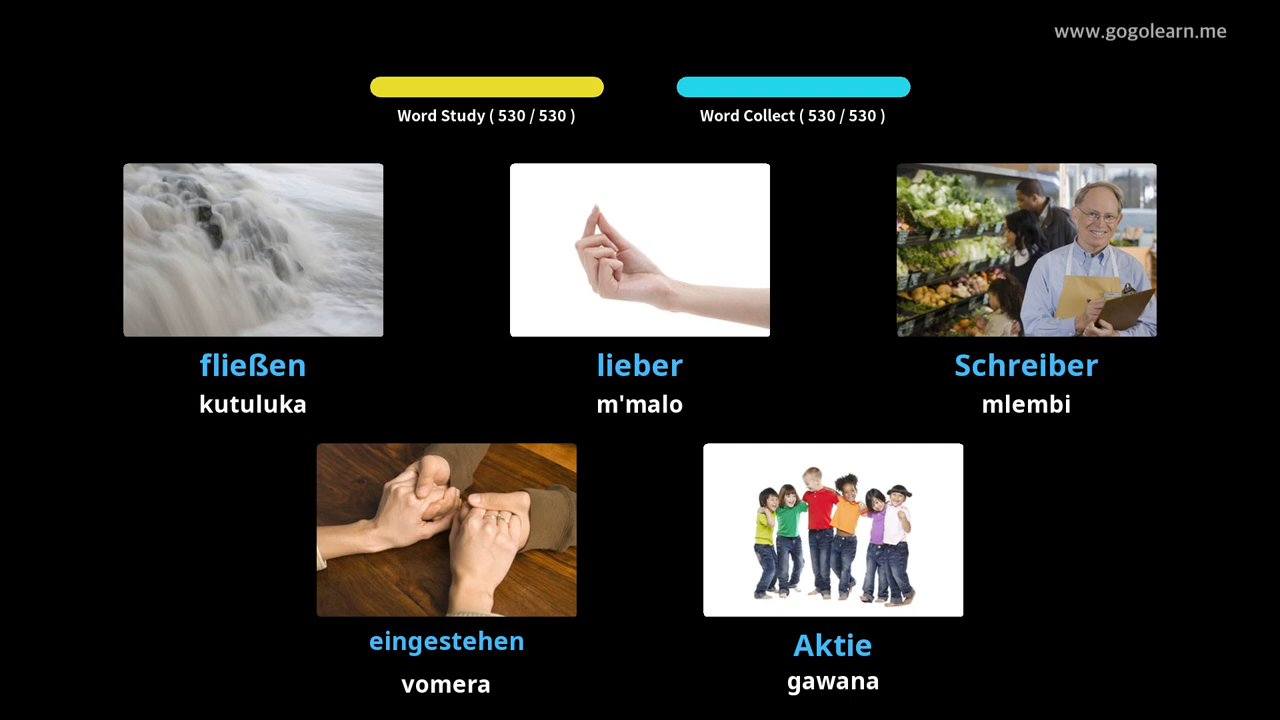 www.gogolearn.me
Word Study ( 530 / 530 )
Word Collect ( 530 / 530 )
fließen
kutuluka
lieber
m'malo
Schreiber
mlembi
eingestehen
vomera
Aktie
gawana